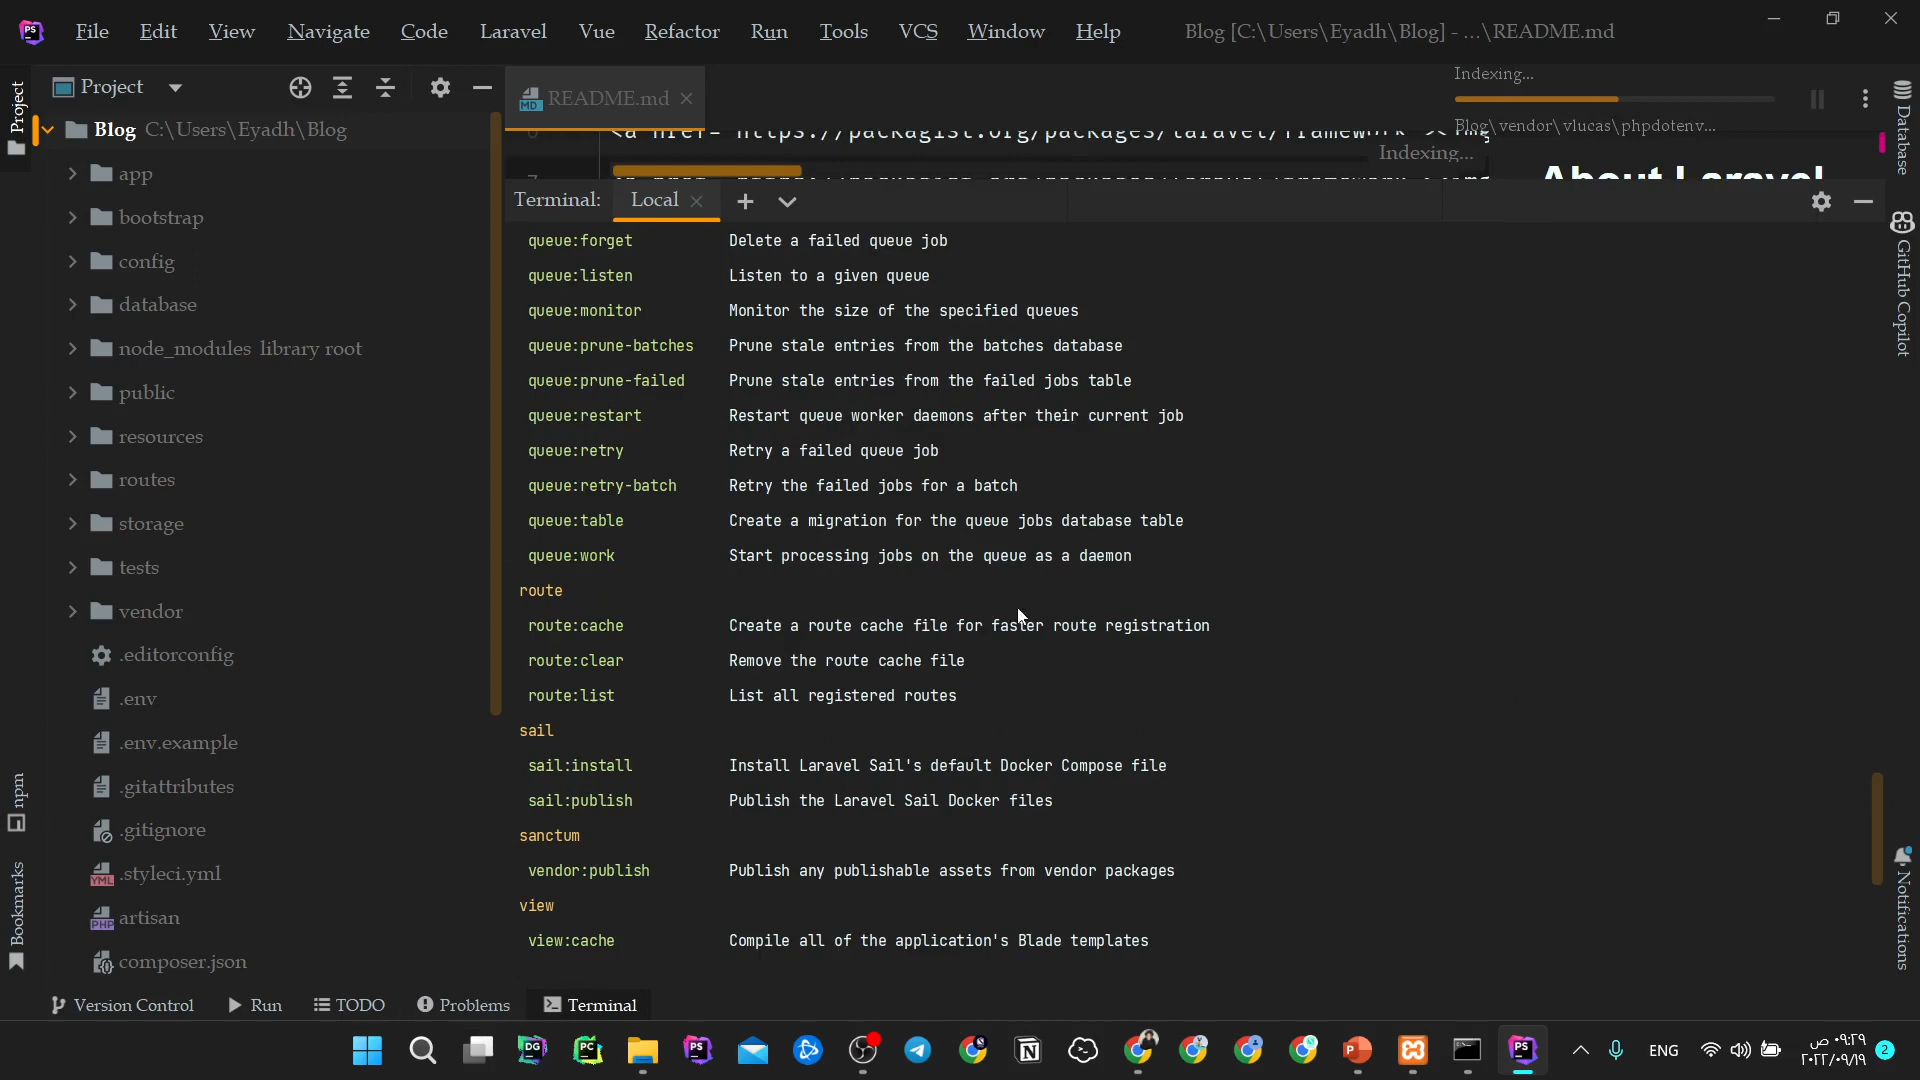 File Edit View Navigate Code Laravel Vue Refactor Run Tools VCS Window Help Blog [C:\Users\Eyadh\Blog] - ...\README.md
Project
README.md
Indexing...
Blog\vendor\vlucas\phpdotenv...
Indexing...
About Laravel
Terminal: Local
Project
Blog C:\Users\Eyadh\Blog
app
bootstrap
config
database
node_modules library root
public
resources
routes
storage
tests
vendor
.editorconfig
.env
.env.example
.gitattributes
.gitignore
.styleci.yml
artisan
composer.json
queue:forget Delete a failed queue job
queue:listen Listen to a given queue
queue:monitor Monitor the size of the specified queues
queue:prune-batches Prune stale entries from the batches database
queue:prune-failed Prune stale entries from the failed jobs table
queue:restart Restart queue worker daemons after their current job
queue:retry Retry a failed queue job
queue:retry-batch Retry the failed jobs for a batch
queue:table Create a migration for the queue jobs database table
queue:work Start processing jobs on the queue as a daemon
route
route:cache Create a route cache file for faster route registration
route:clear Remove the route cache file
route:list List all registered routes
sail
sail:install Install Laravel Sail's default Docker Compose file
sail:publish Publish the Laravel Sail Docker files
sanctum
vendor:publish Publish any publishable assets from vendor packages
view
view:cache Compile all of the application's Blade templates
npm
Bookmarks
Database
GitHub Copilot
Notifications
Version Control Run TODO Problems Terminal
ENG
٠٩:٢٩ ص
٢٠٢٢/٠٩/١٩
2